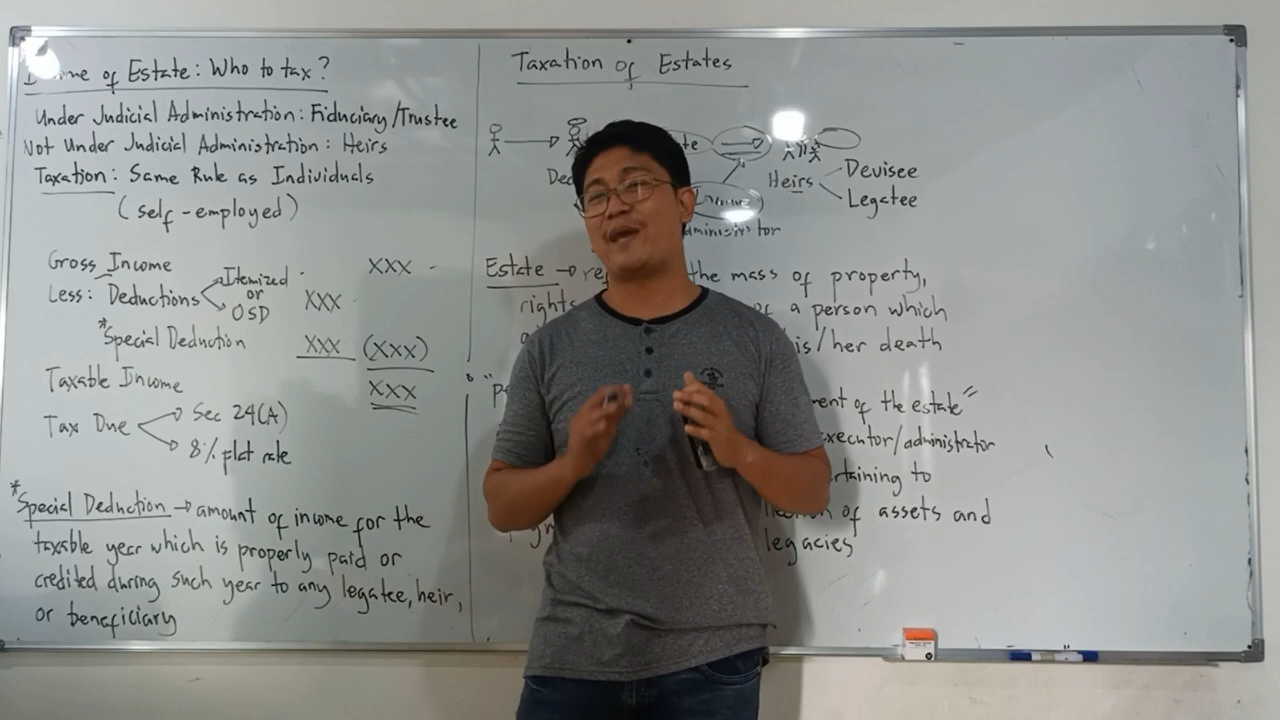 of Estate: Who to tax?
Under Judicial Administration: Fiduciary/Trustee
Not Under Judicial Administration: Heirs
Taxation: Same Rule as Individuals
(self-employed)
Gross Income XXX
Less: Deductions Itemized or OSD XXX
*Special Deduction XXX (XXX)
Taxable Income XXX
Tax Due Sec 24(A)
8% flat rate
*Special Deduction → amount of income for the
taxable year which is properly paid or
credited during such year to any legatee, heir,
or beneficiary
Taxation of Estates
Heirs
Devisee
Legatee
Estate → the mass of property,
rights of a person which
his/her death
of the estate"
executor/administrator
to
of assets and
legacies